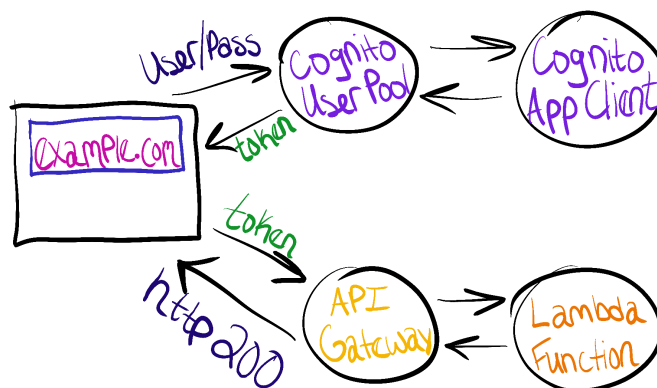 User/Pass
Cognito
User Pool
Cognito
App Client
token
example.com
token
http 200
API
Gateway
Lambda
Function